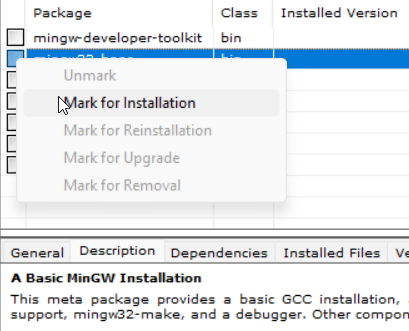 Package Class Installed Version
mingw-developer-toolkit bin
Unmark
Mark for Installation
Mark for Reinstallation
Mark for Upgrade
Mark for Removal
General Description Dependencies Installed Files
A Basic MinGW Installation
This meta package provides a basic GCC installation,
support, mingw32-make, and a debugger. Other